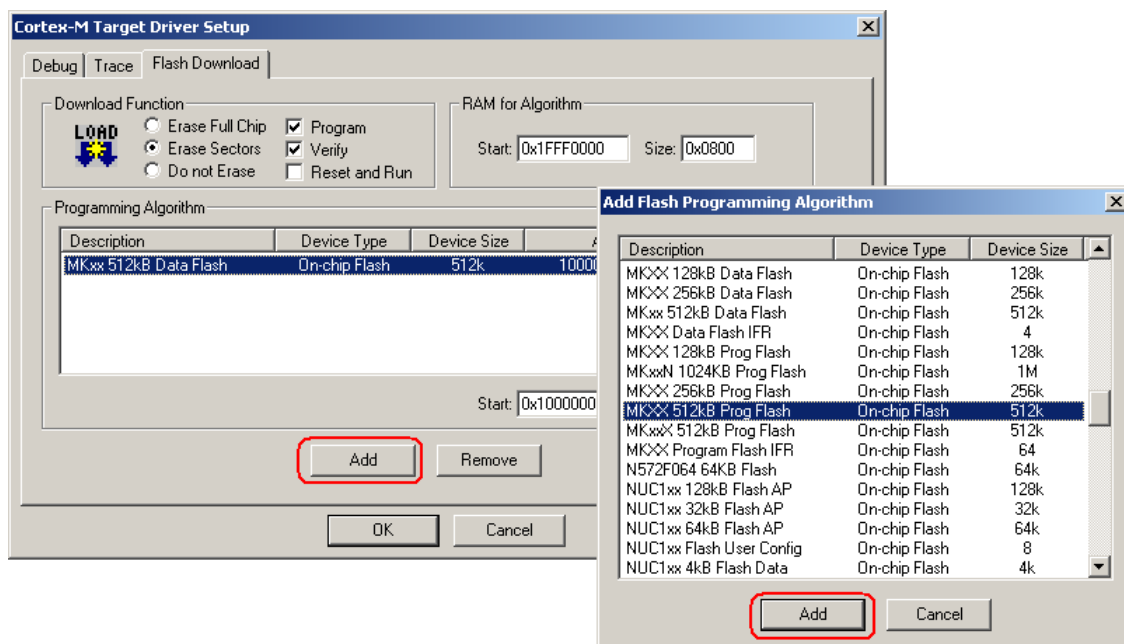 Cortex-M Target Driver Setup
Debug Trace Flash Download
Download Function
LOAD
Erase Full Chip Program
Erase Sectors Verify
Do not Erase Reset and Run
RAM for Algorithm
Start: 0x1FFF0000 Size: 0x0800
Programming Algorithm
Description Device Type Device Size
MKxx 512kB Data Flash On-chip Flash 512k
Start:
Add Remove
OK Cancel
Add Flash Programming Algorithm
Description Device Type Device Size
MKXX 128kB Data Flash On-chip Flash 128k
MKXX 256kB Data Flash On-chip Flash 256k
MKxx 512kB Data Flash On-chip Flash 512k
MKXX Data Flash IFR On-chip Flash 4
MKXX 128kB Prog Flash On-chip Flash 128k
MKxxN 1024KB Prog Flash On-chip Flash 1M
MKXX 256kB Prog Flash On-chip Flash 256k
MKXX 512kB Prog Flash On-chip Flash 512k
MKxxX 512kB Prog Flash On-chip Flash 512k
MKXX Program Flash IFR On-chip Flash 64
N572F064 64KB Flash On-chip Flash 64k
NUC1xx 128kB Flash AP On-chip Flash 128k
NUC1xx 32kB Flash AP On-chip Flash 32k
NUC1xx 64kB Flash AP On-chip Flash 64k
NUC1xx Flash User Config On-chip Flash 8
NUC1xx 4kB Flash Data On-chip Flash 4k
Add Cancel